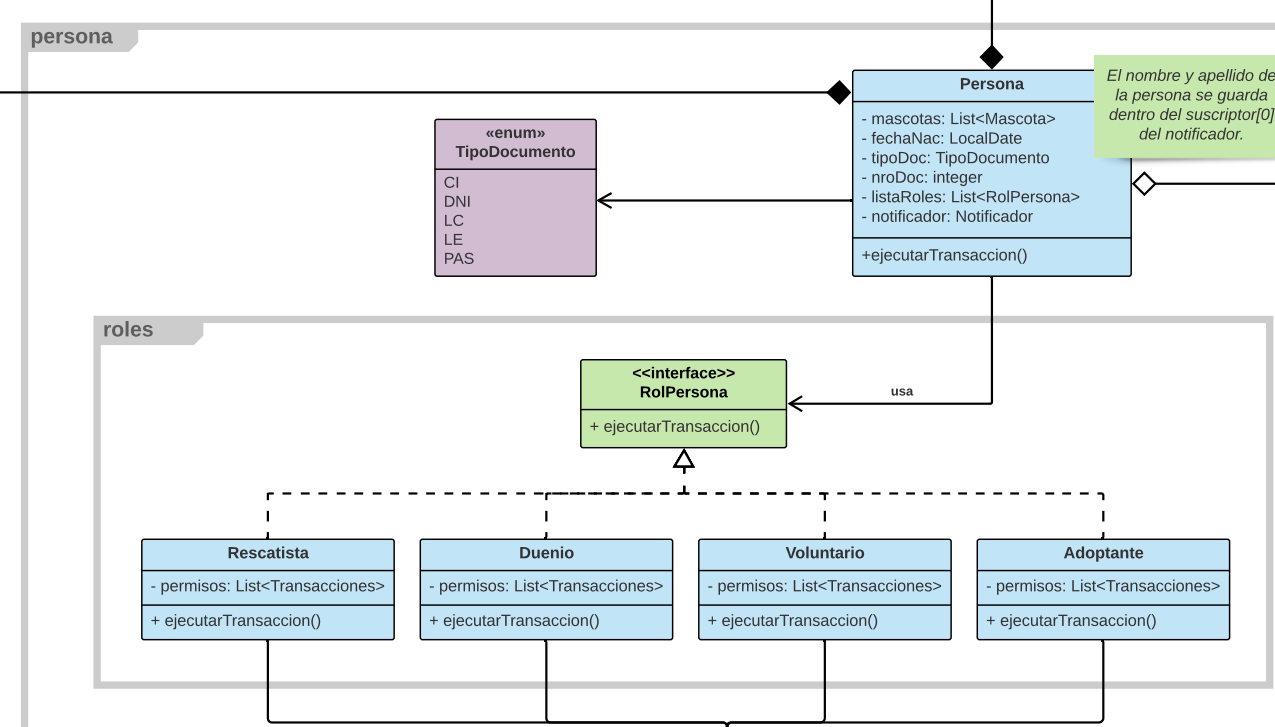 persona
Persona
- mascotas: List<Mascota>
- fechaNac: LocalDate
- tipoDoc: TipoDocumento
- nroDoc: integer
- listaRoles: List<RolPersona>
- notificador: Notificador
+ejecutarTransaccion()
El nombre y apellido de
la persona se guarda
dentro del suscriptor[0]
del notificador.
«enum»
TipoDocumento
CI
DNI
LC
LE
PAS
roles
<<interface>>
RolPersona
+ ejecutarTransaccion()
usa
Rescatista
- permisos: List<Transacciones>
+ ejecutarTransaccion()
Duenio
- permisos: List<Transacciones>
+ ejecutarTransaccion()
Voluntario
- permisos: List<Transacciones>
+ ejecutarTransaccion()
Adoptante
- permisos: List<Transacciones>
+ ejecutarTransaccion()